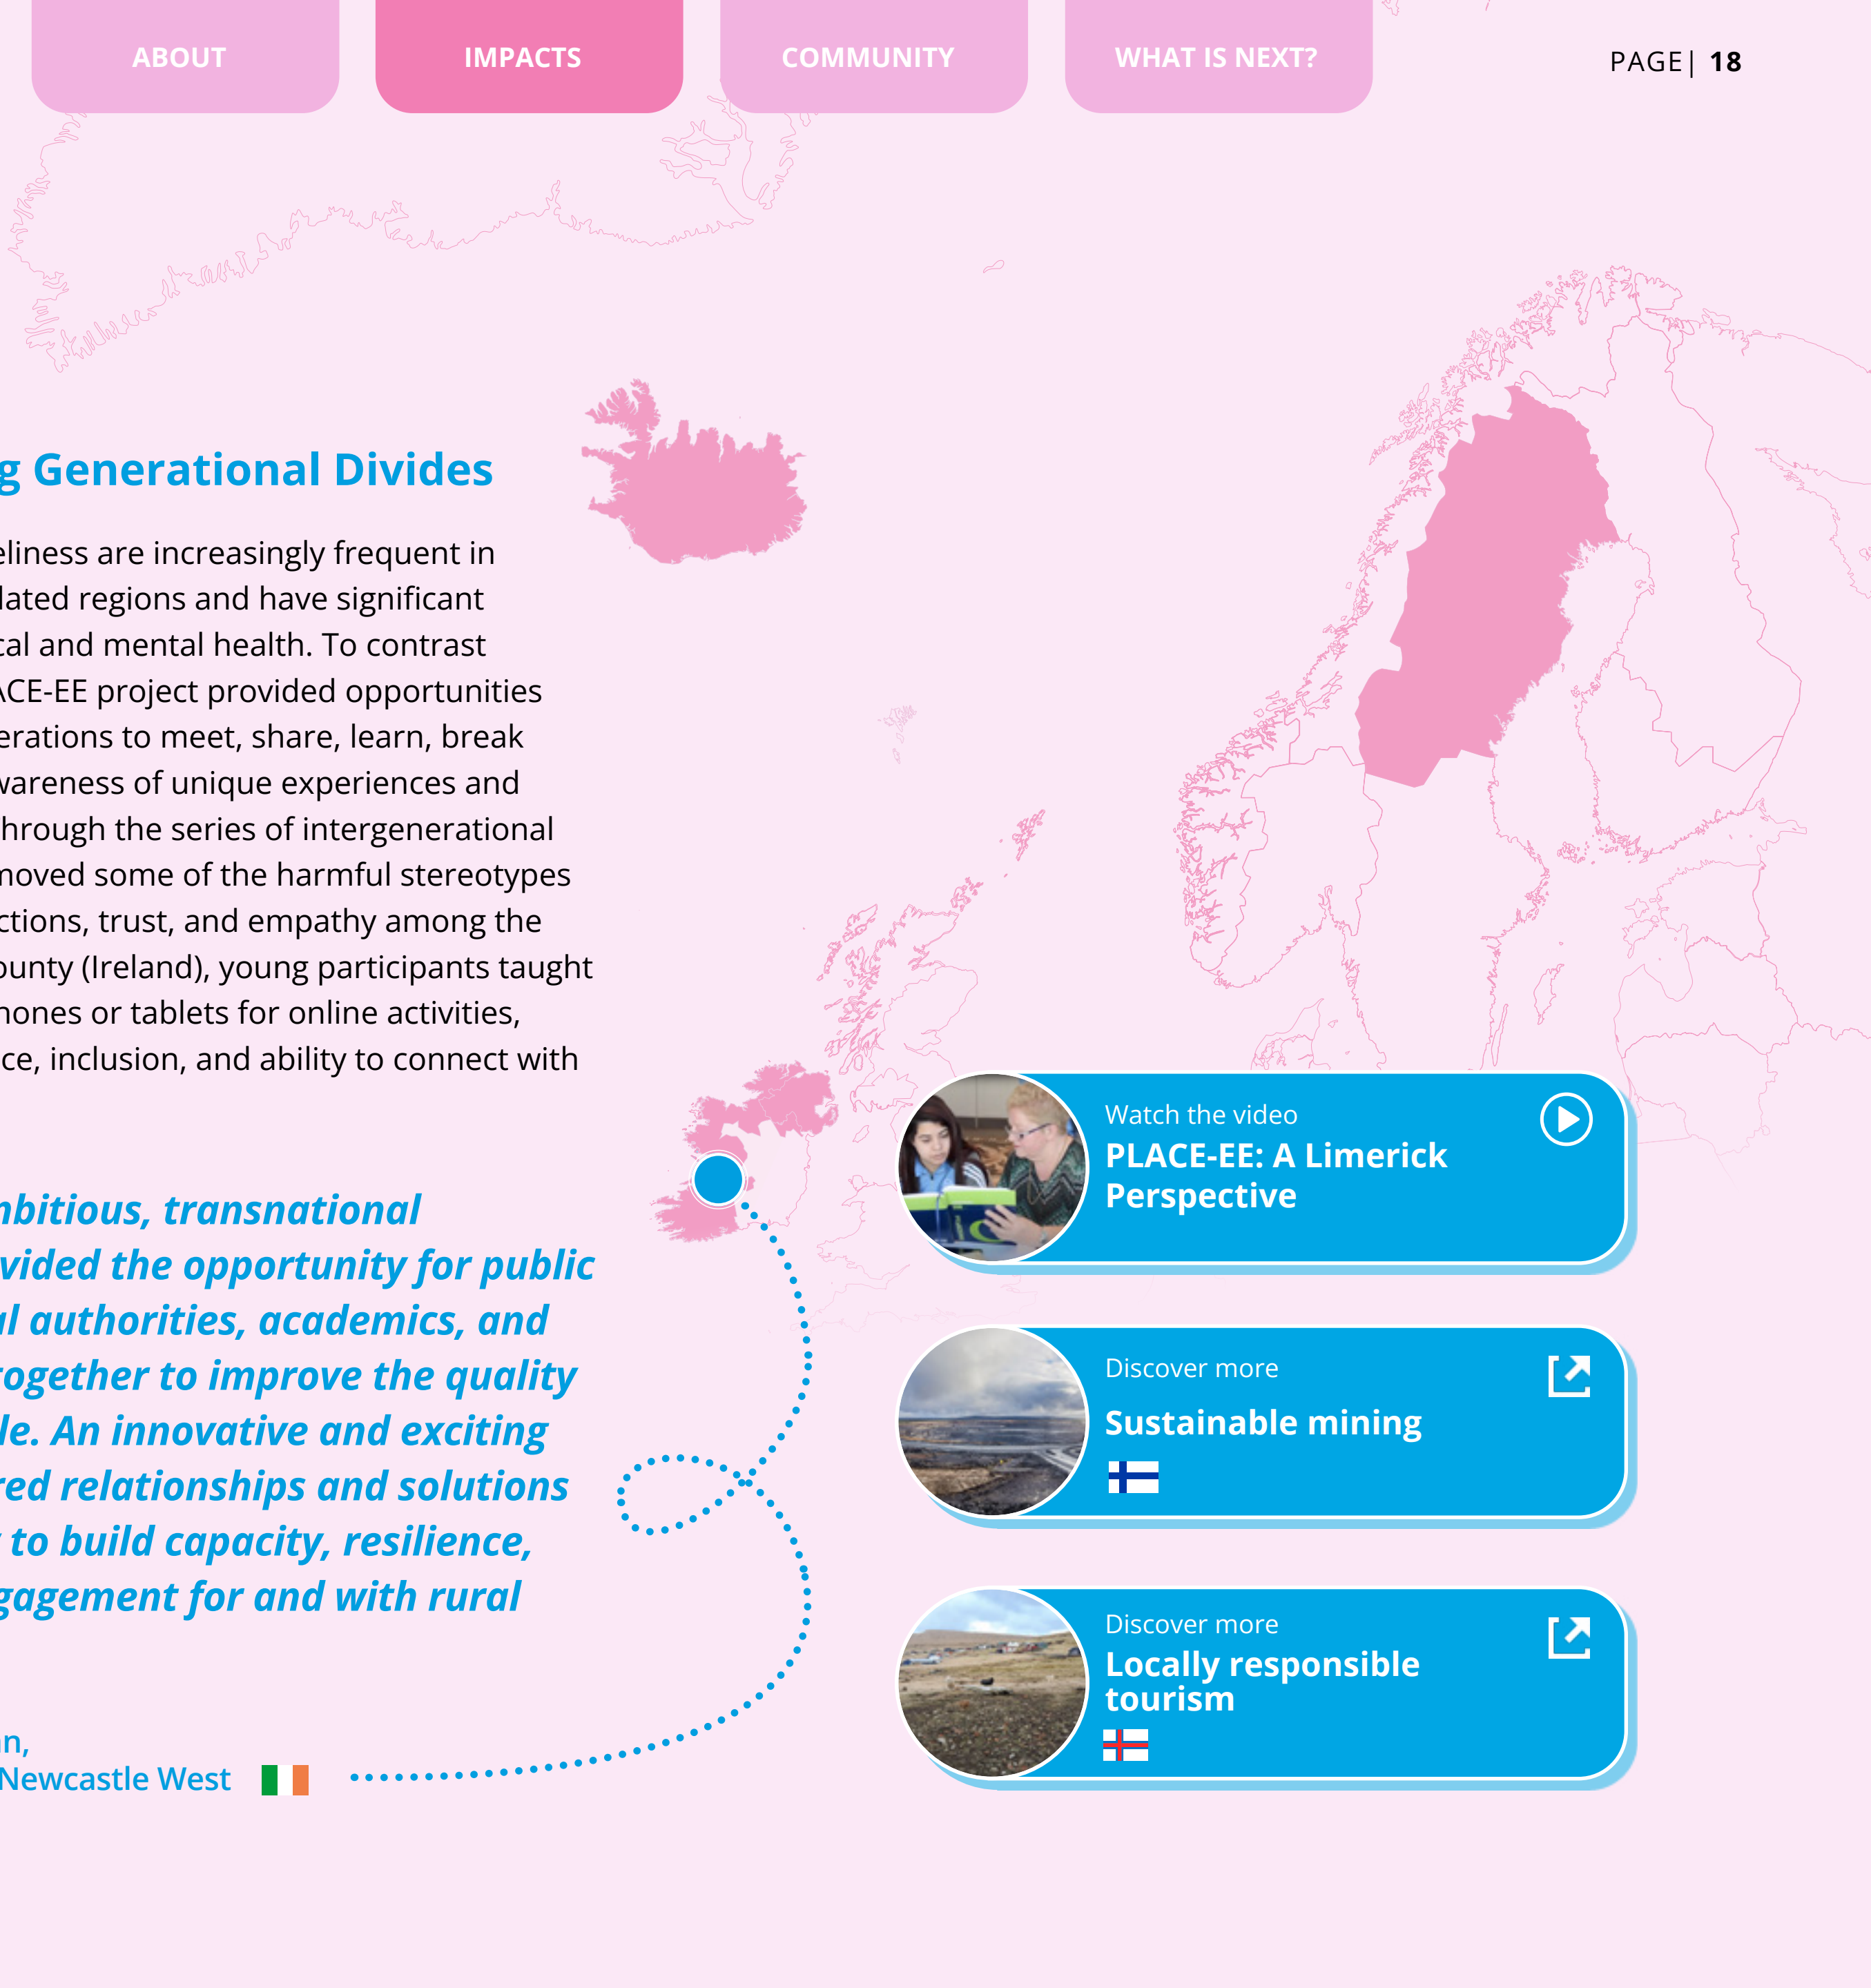 ABOUT
IMPACTS
COMMUNITY
WHAT IS NEXT?
PAGE| 18
g Generational Divides
eliness are increasingly frequent in
lated regions and have significant
cal and mental health. To contrast
ACE-EE project provided opportunities
erations to meet, share, learn, break
wareness of unique experiences and
hrough the series of intergenerational
moved some of the harmful stereotypes
ctions, trust, and empathy among the
ounty (Ireland), young participants taught
hones or tablets for online activities,
ce, inclusion, and ability to connect with
mbitious, transnational
vided the opportunity for public
al authorities, academics, and
together to improve the quality
le. An innovative and exciting
red relationships and solutions
to build capacity, resilience,
gagement for and with rural
an,
Newcastle West
Watch the video
PLACE-EE: A Limerick
Perspective
Discover more
Sustainable mining
Discover more
Locally responsible
tourism